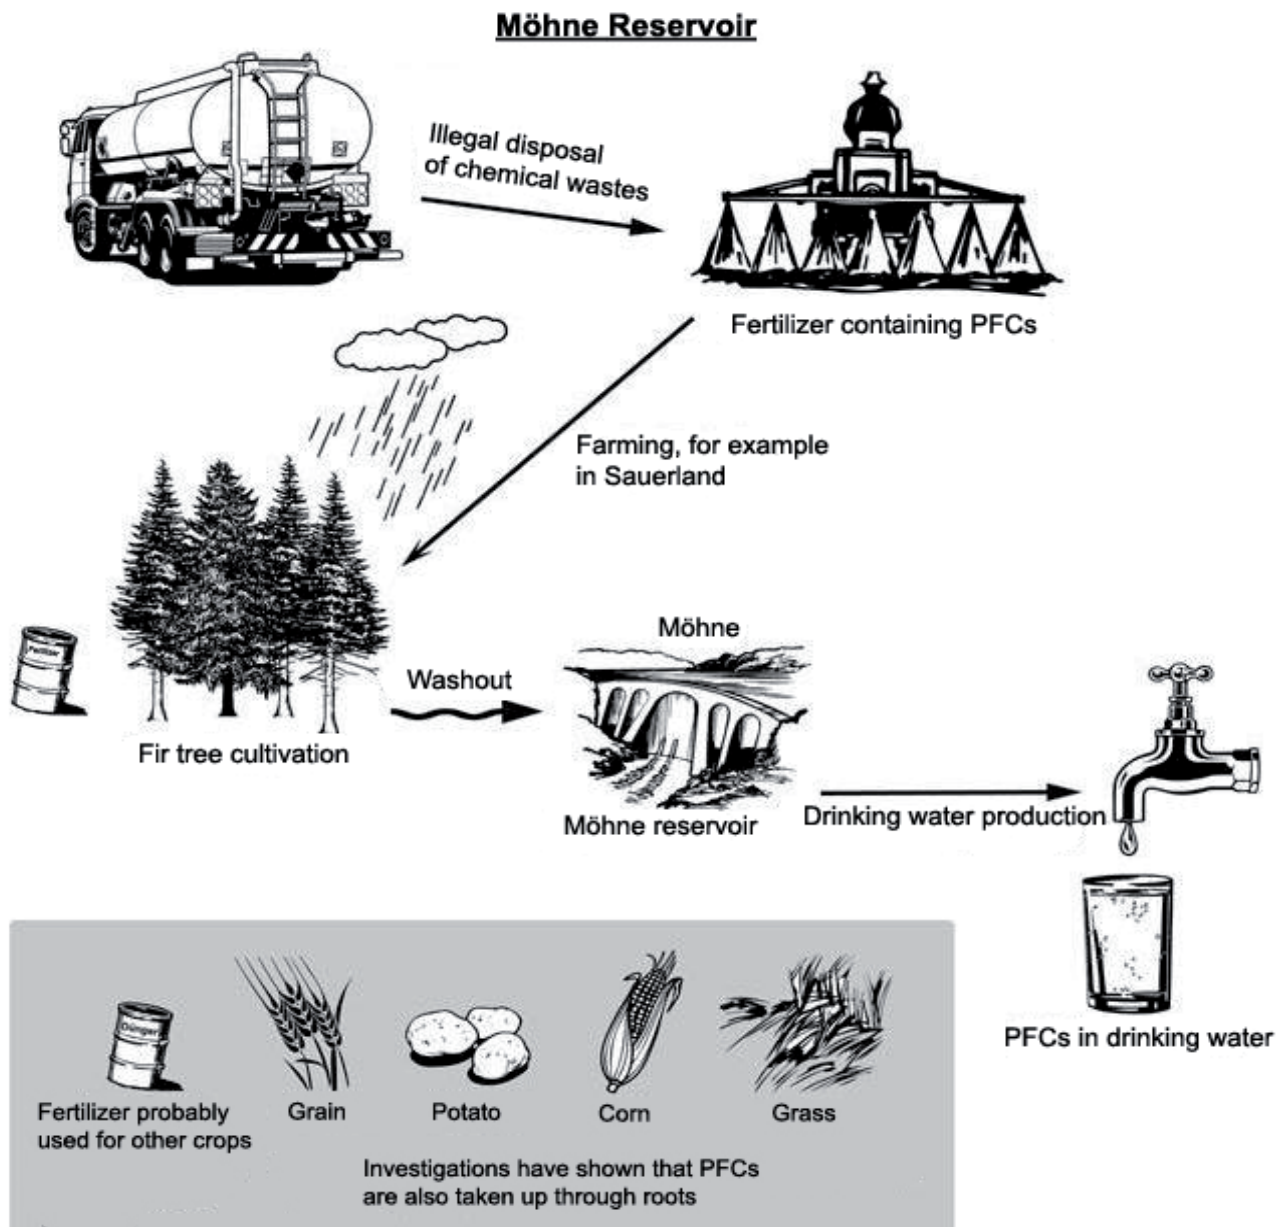 Möhne Reservoir
Illegal disposal
of chemical wastes
Fertilizer containing PFCs
Farming, for example
in Sauerland
Möhne
Washout
Fir tree cultivation
Möhne reservoir
Drinking water production
PFCs in drinking water
Dünger
Fertilizer probably
used for other crops
Grain
Potato
Corn
Grass
Investigations have shown that PFCs
are also taken up through roots